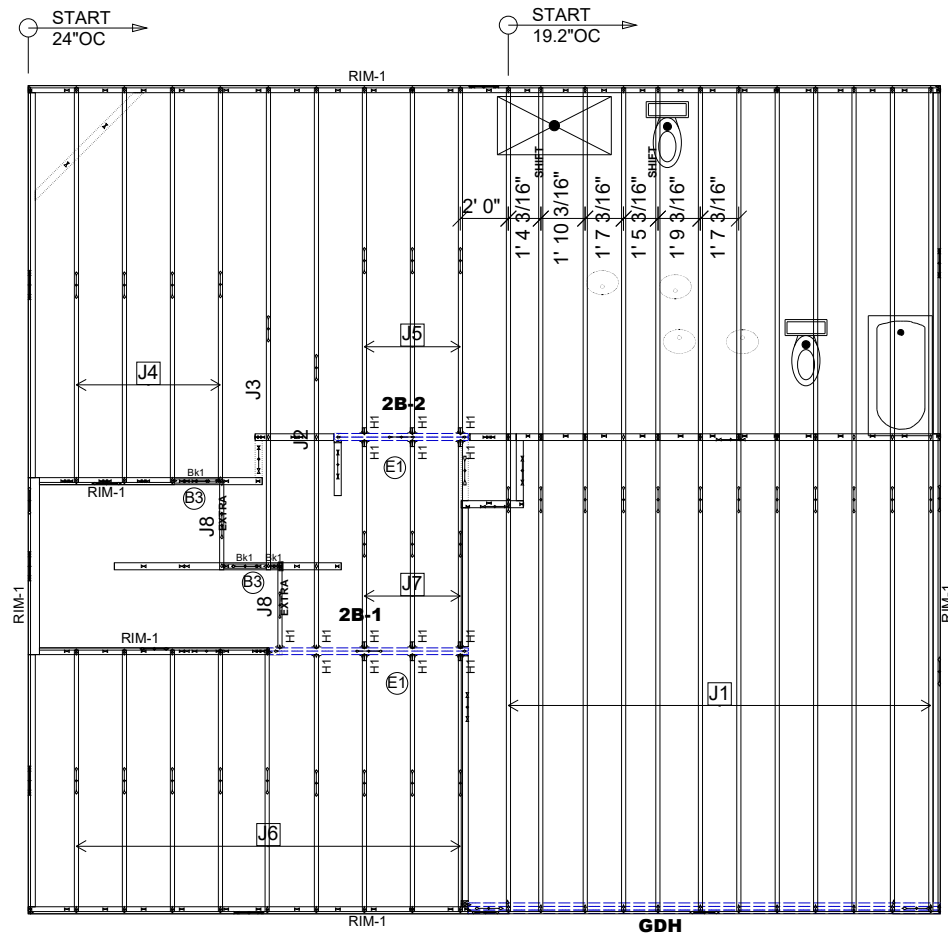 START
24"OC
START
19.2"OC
RIM-1
SHIFT
SHIFT
2' 0"
1' 4 3/16"
1' 10 3/16"
1' 7 3/16"
1' 5 3/16"
1' 9 3/16"
1' 7 3/16"
J5
J4
J3
2B-2
H1
H1
H1
J2
H1
H1
H1
E1
Bk1
RIM-1
B3
J8
EXTRA
Bk1
Bk1
B3
J8
EXTRA
J7
RIM-1
RIM-1
2B-1
RIM-1
H1
H1
H1
H1
H1
H1
H1
H1
H1
E1
J1
J6
RIM-1
GDH